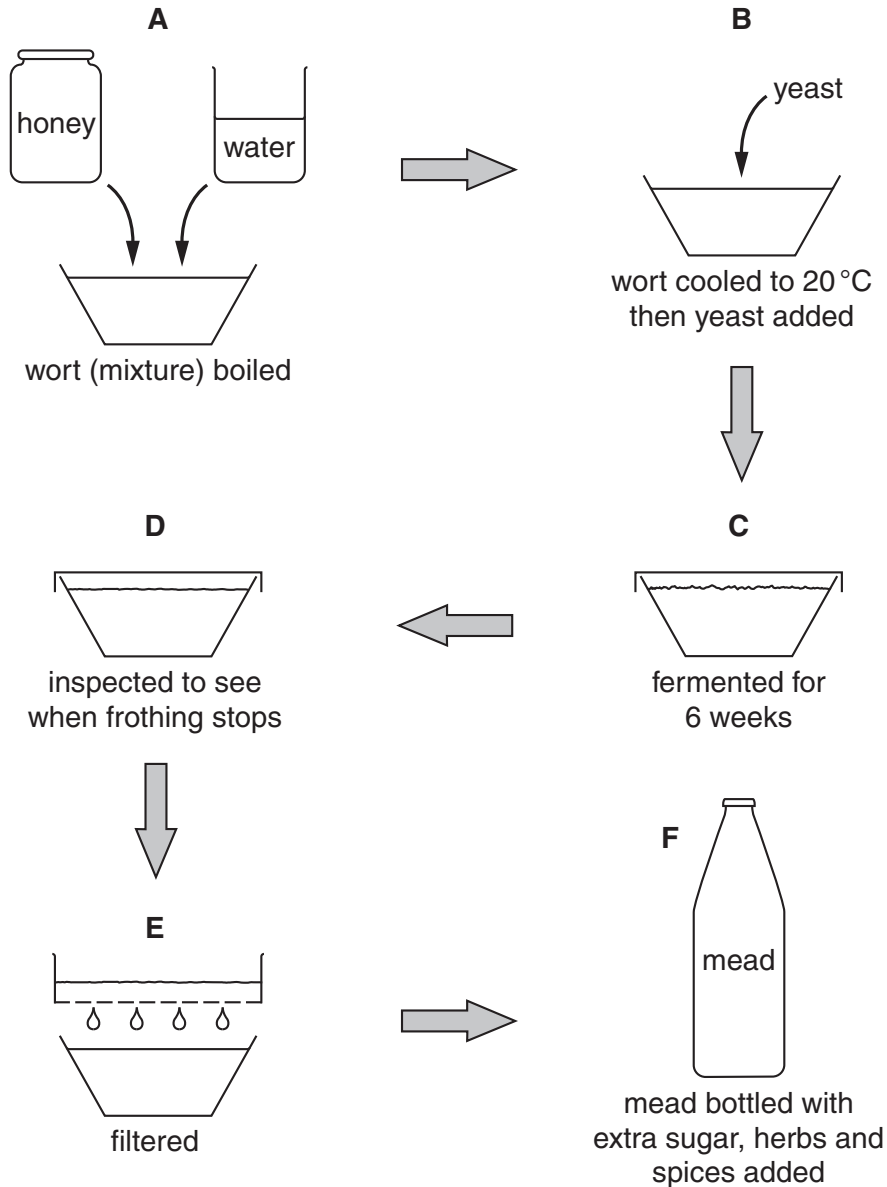 A
honey
water
wort (mixture) boiled
B
yeast
wort cooled to 20 °C
then yeast added
C
fermented for
6 weeks
D
inspected to see
when frothing stops
E
filtered
F
mead
mead bottled with
extra sugar, herbs and
spices added